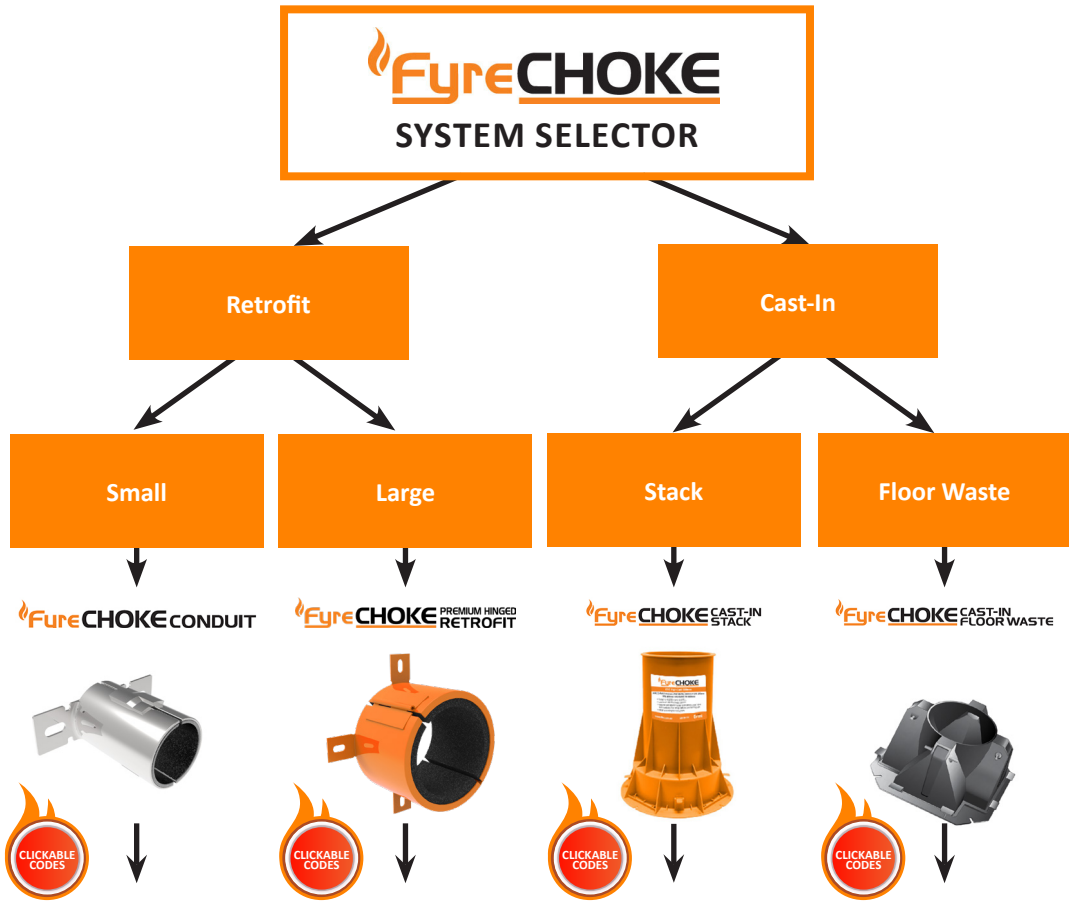 FyreCHOKE
SYSTEM SELECTOR
Retrofit
Cast-In
Small
Large
Stack
Floor Waste
FyreCHOKE CONDUIT
FyreCHOKE PREMIUM HINGED
RETROFIT
FyreCHOKE CAST-IN
STACK
FyreCHOKE CAST-IN
FLOOR WASTE
FyreCHOKE
CLICKABLE
CODES
CLICKABLE
CODES
CLICKABLE
CODES
CLICKABLE
CODES